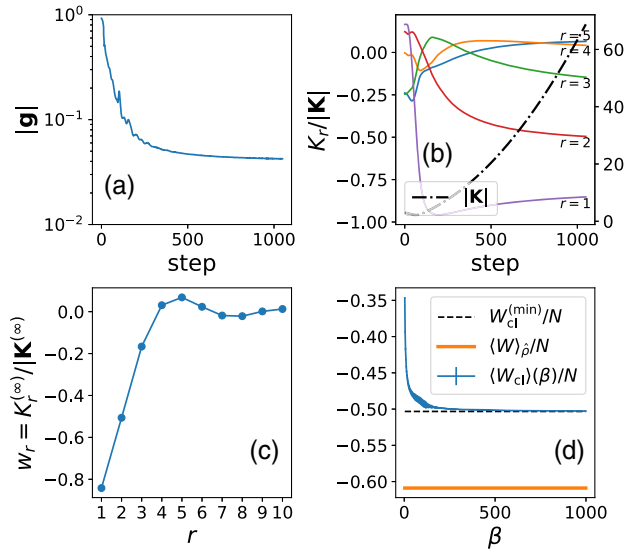 10⁰
10⁻¹
10⁻²
|g|
(a)
0 500 1000
step
0.00
−0.25
−0.50
−0.75
−1.00
K_r/|K|
(b)
r = 5
r = 4
r = 3
r = 2
r = 1
|K|
60
40
20
0
0 500 1000
step
0.0
−0.2
−0.4
−0.6
−0.8
w_r = K_r^(∞)/|K^(∞)|
(c)
1 2 3 4 5 6 7 8 9 10
r
−0.35
−0.40
−0.45
−0.50
−0.55
−0.60
W_cl^(min)/N
⟨W⟩_ρ̂/N
⟨W_cl⟩(β)/N
(d)
0 250 500 750 1000
β